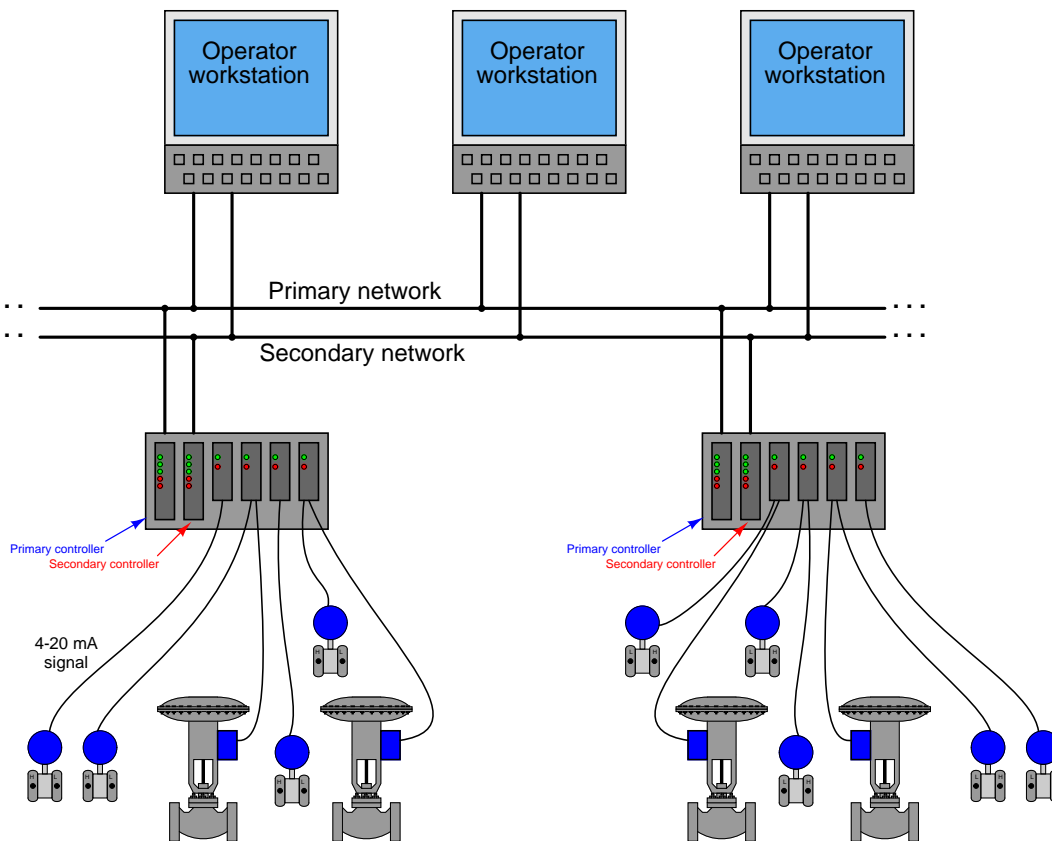 Operator
workstation
Operator
workstation
Operator
workstation
Primary network
Secondary network
Primary controller
Secondary controller
Primary controller
Secondary controller
4-20 mA
signal
H L
L H
H L
H L
H L
H L
H L
L H
L H
L